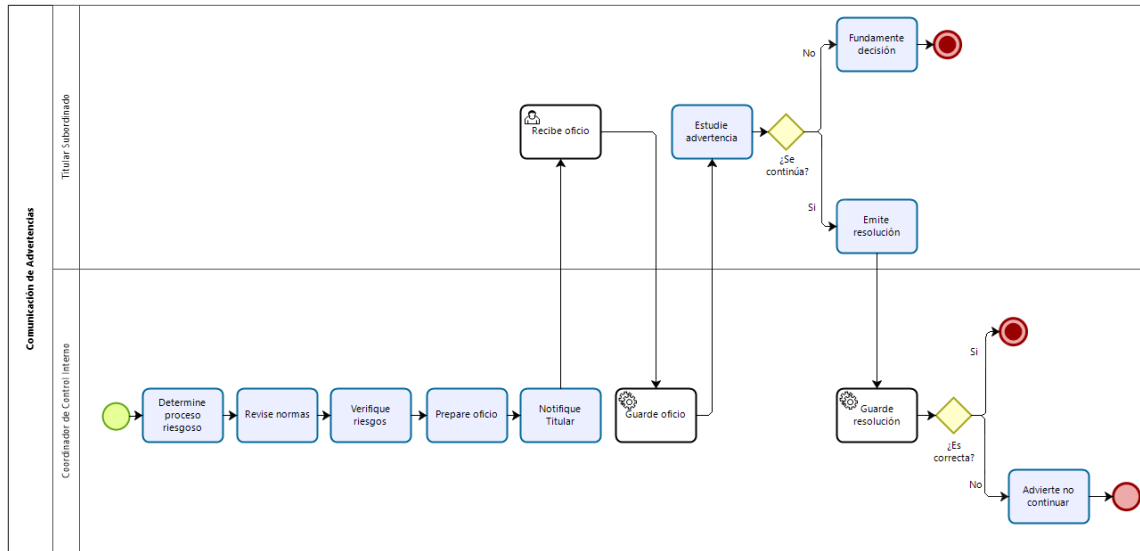 Comunicación de Advertencias
Titular Subordinado
Coordinador de Control Interno
Determine
proceso
riesgoso
Revise normas
Verifique
riesgos
Prepare oficio
Notifique
Titular
Recibe oficio
Guarde oficio
Estudie
advertencia
¿Se
continúa?
No
Fundamente
decisión
Si
Emite
resolución
Guarde
resolución
¿Es
correcta?
Si
No
Advierte no
continuar